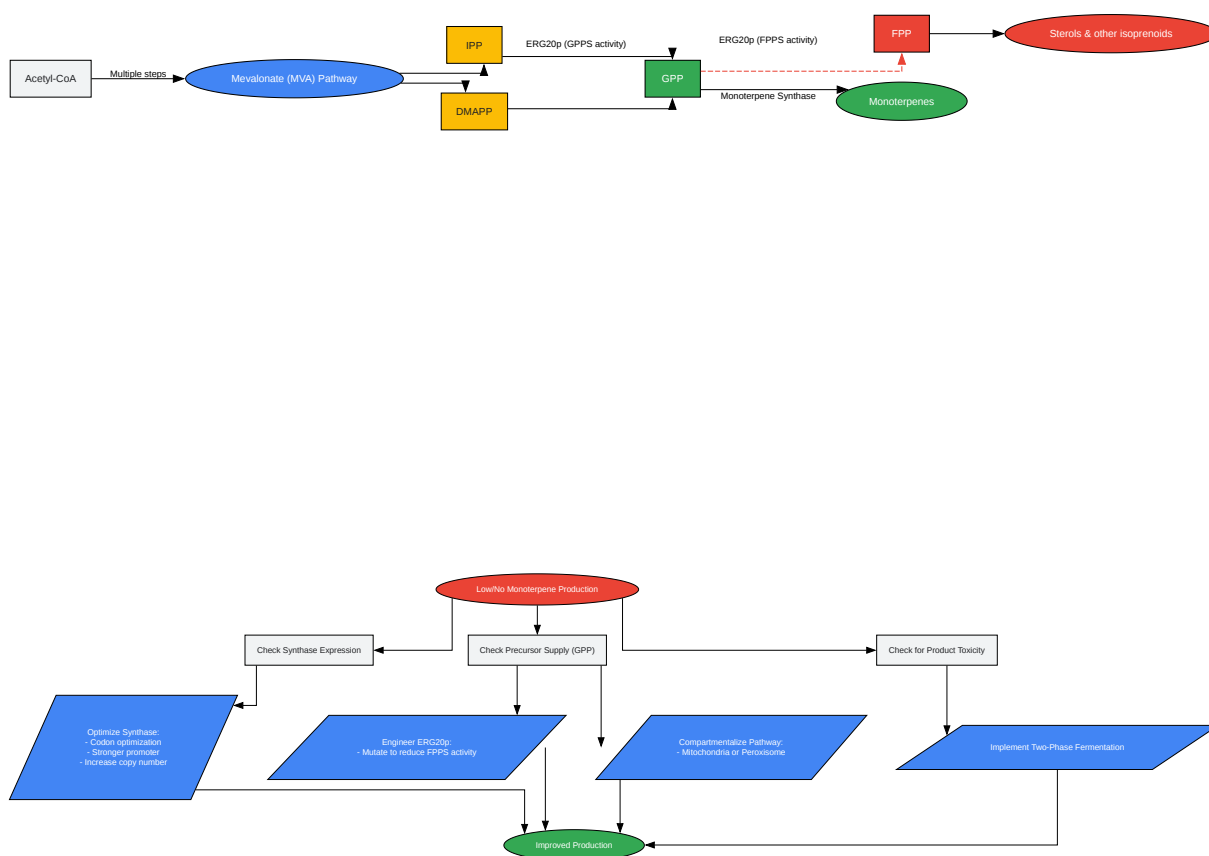 IPP
ERG20p (GPPS activity)
ERG20p (FPPS activity)
FPP
Sterols & other isoprenoids
Acetyl-CoA
Multiple steps
Mevalonate (MVA) Pathway
GPP
DMAPP
Monoterpene Synthase
Monoterpenes
Low/No Monoterpene Production
Check Synthase Expression
Check Precursor Supply (GPP)
Check for Product Toxicity
Optimize Synthase:
- Codon optimization
- Stronger promoter
- Increase copy number
Engineer ERG20p:
- Mutate to reduce FPPS activity
Compartmentalize Pathway:
- Mitochondria or Peroxisome
Implement Two-Phase Fermentation
Improved Production